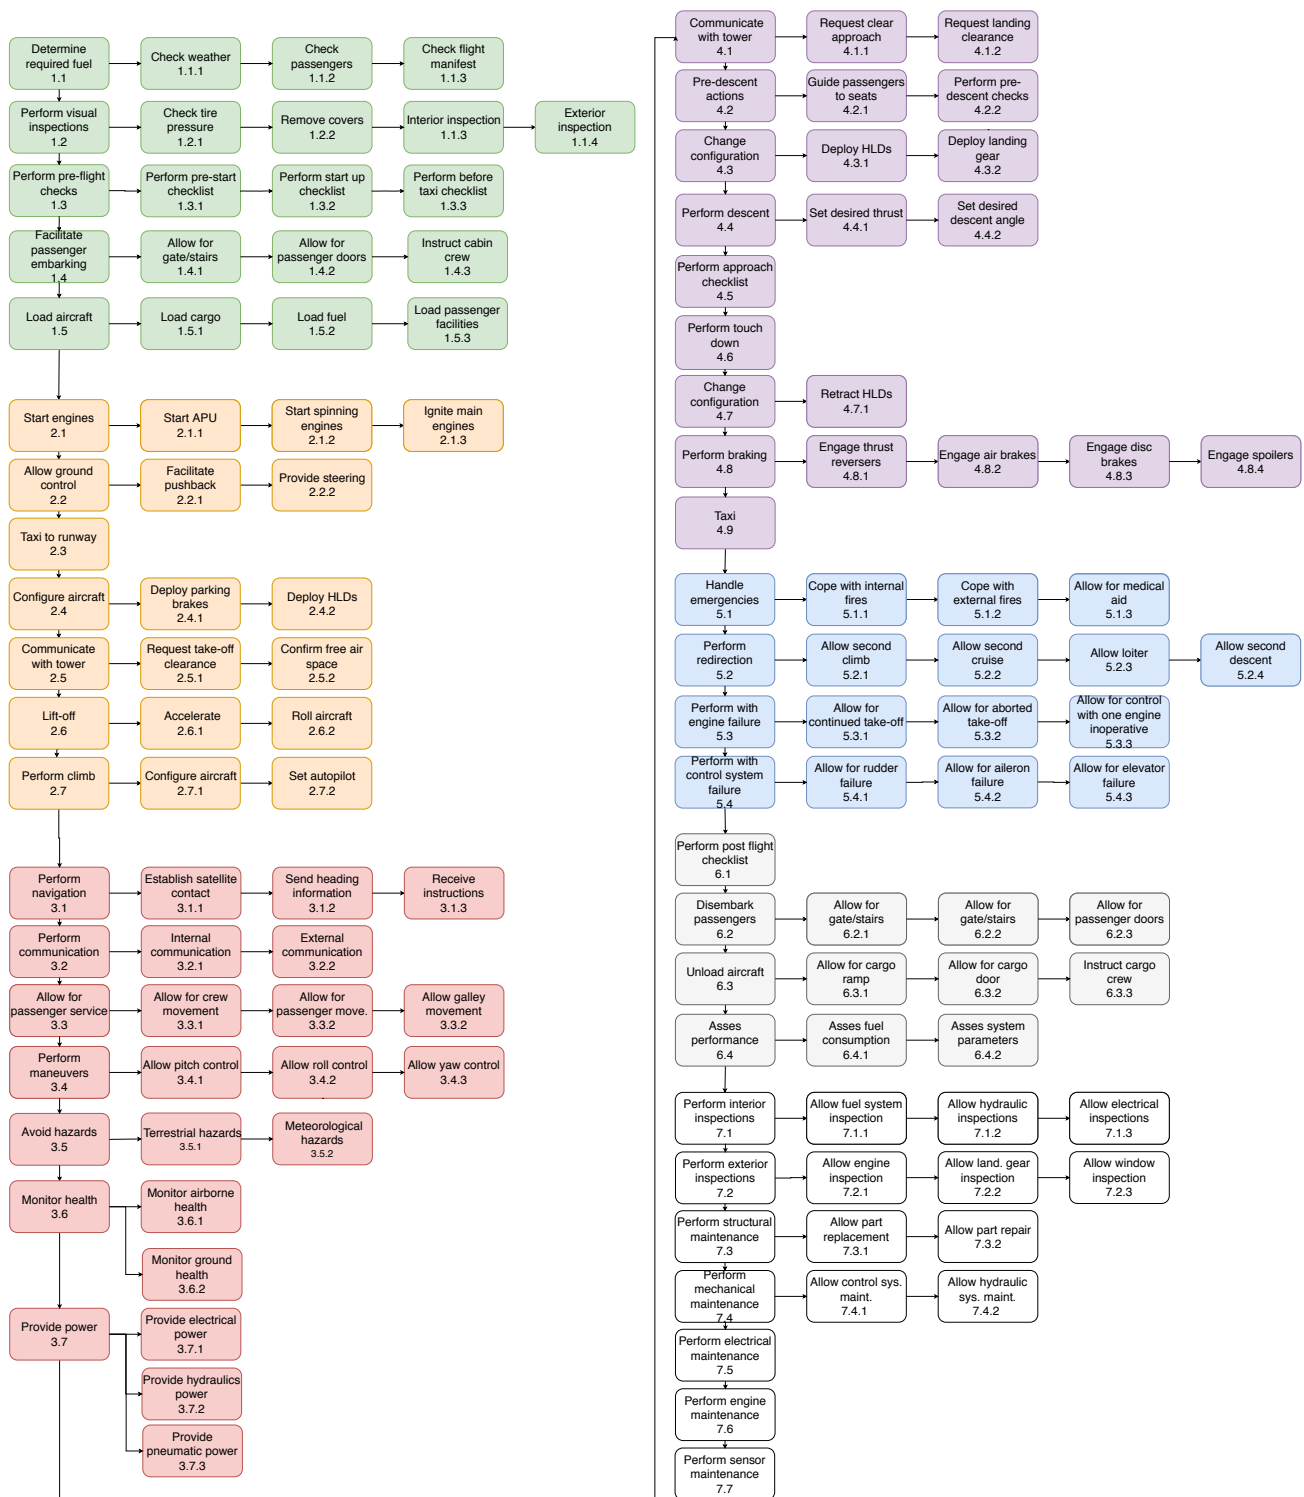 Determine
required fuel
1.1
Check weather
1.1.1
Check
passengers
1.1.2
Check flight
manifest
1.1.3
Perform visual
inspections
1.2
Check tire
pressure
1.2.1
Remove covers
1.2.2
Interior inspection
1.1.3
Exterior
inspection
1.1.4
Perform pre-flight
checks
1.3
Perform pre-start
checklist
1.3.1
Perform start up
checklist
1.3.2
Perform before
taxi checklist
1.3.3
Facilitate
passenger
embarking
1.4
Allow for
gate/stairs
1.4.1
Allow for
passenger doors
1.4.2
Instruct cabin
crew
1.4.3
Load aircraft
1.5
Load cargo
1.5.1
Load fuel
1.5.2
Load passenger
facilities
1.5.3
Start engines
2.1
Start APU
2.1.1
Start spinning
engines
2.1.2
Ignite main
engines
2.1.3
Allow ground
control
2.2
Facilitate
pushback
2.2.1
Provide steering
2.2.2
Taxi to runway
2.3
Configure aircraft
2.4
Deploy parking
brakes
2.4.1
Deploy HLDs
2.4.2
Communicate
with tower
2.5
Request take-off
clearance
2.5.1
Confirm free air
space
2.5.2
Lift-off
2.6
Accelerate
2.6.1
Roll aircraft
2.6.2
Perform climb
2.7
Configure aircraft
2.7.1
Set autopilot
2.7.2
Perform
navigation
3.1
Establish satellite
contact
3.1.1
Send heading
information
3.1.2
Receive
instructions
3.1.3
Perform
communication
3.2
Internal
communication
3.2.1
External
communication
3.2.2
Allow for
passenger service
3.3
Allow for crew
movement
3.3.1
Allow for
passenger move.
3.3.2
Allow galley
movement
3.3.2
Perform
maneuvers
3.4
Allow pitch control
3.4.1
Allow roll control
3.4.2
Allow yaw control
3.4.3
Avoid hazards
3.5
Terrestrial hazards
3.5.1
Meteorological
hazards
3.5.2
Monitor health
3.6
Monitor airborne
health
3.6.1
Monitor ground
health
3.6.2
Provide power
3.7
Provide electrical
power
3.7.1
Provide hydraulics
power
3.7.2
Provide
pneumatic power
3.7.3
Communicate
with tower
4.1
Request clear
approach
4.1.1
Request landing
clearance
4.1.2
Pre-descent
actions
4.2
Guide passengers
to seats
4.2.1
Perform pre-
descent checks
4.2.2
Change
configuration
4.3
Deploy HLDs
4.3.1
Deploy landing
gear
4.3.2
Perform descent
4.4
Set desired thrust
4.4.1
Set desired
descent angle
4.4.2
Perform approach
checklist
4.5
Perform touch
down
4.6
Change
configuration
4.7
Retract HLDs
4.7.1
Perform braking
4.8
Engage thrust
reversers
4.8.1
Engage air brakes
4.8.2
Engage disc
brakes
4.8.3
Engage spoilers
4.8.4
Taxi
4.9
Handle
emergencies
5.1
Cope with internal
fires
5.1.1
Cope with
external fires
5.1.2
Allow for medical
aid
5.1.3
Perform
redirection
5.2
Allow second
climb
5.2.1
Allow second
cruise
5.2.2
Allow loiter
5.2.3
Allow second
descent
5.2.4
Perform with
engine failure
5.3
Allow for
continued take-off
5.3.1
Allow for aborted
take-off
5.3.2
Allow for control
with one engine
inoperative
5.3.3
Perform with
control system
failure
5.4
Allow for rudder
failure
5.4.1
Allow for aileron
failure
5.4.2
Allow for elevator
failure
5.4.3
Perform post flight
checklist
6.1
Disembark
passengers
6.2
Allow for
gate/stairs
6.2.1
Allow for
gate/stairs
6.2.2
Allow for
passenger doors
6.2.3
Unload aircraft
6.3
Allow for cargo
ramp
6.3.1
Allow for cargo
door
6.3.2
Instruct cargo
crew
6.3.3
Asses
performance
6.4
Asses fuel
consumption
6.4.1
Asses system
parameters
6.4.2
Perform interior
inspections
7.1
Allow fuel system
inspection
7.1.1
Allow hydraulic
inspections
7.1.2
Allow electrical
inspections
7.1.3
Perform exterior
inspections
7.2
Allow engine
inspection
7.2.1
Allow land. gear
inspection
7.2.2
Allow window
inspection
7.2.3
Perform structural
maintenance
7.3
Allow part
replacement
7.3.1
Allow part repair
7.3.2
Perform
mechanical
maintenance
7.4
Allow control sys.
maint.
7.4.1
Allow hydraulic
sys. maint.
7.4.2
Perform electrical
maintenance
7.5
Perform engine
maintenance
7.6
Perform sensor
maintenance
7.7